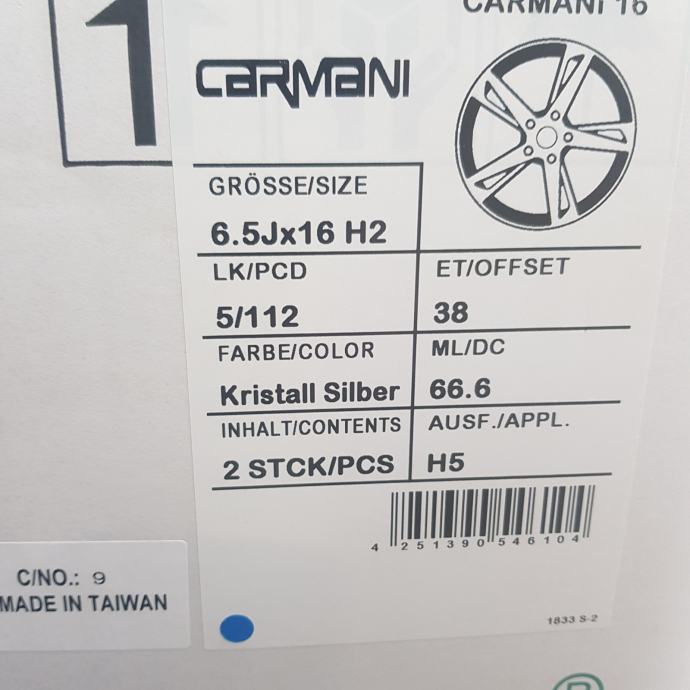 1
CARMANI 16
CARMANI
GRÖSSE/SIZE
6.5Jx16 H2
LK/PCD
ET/OFFSET
5/112
38
FARBE/COLOR
ML/DC
Kristall Silber
66.6
INHALT/CONTENTS
AUSF./APPL.
2 STCK/PCS
H5
4 251390 546104
C/NO.: 9
MADE IN TAIWAN
1833 S-2